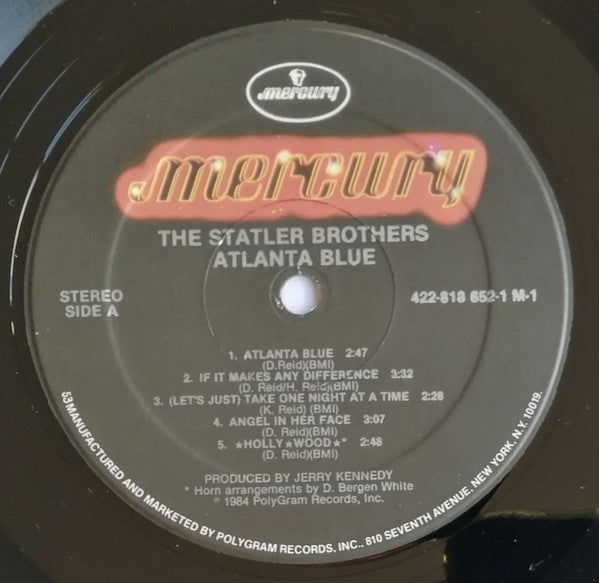 mercury
mercury
THE STATLER BROTHERS
ATLANTA BLUE
STEREO
SIDE A
422-818 652-1 M-1
1. ATLANTA BLUE 2:47
(D.Reid)(BMI)
2. IF IT MAKES ANY DIFFERENCE 3:32
(D. Reid/H. Reid)(BMI)
3. (LET'S JUST) TAKE ONE NIGHT AT A TIME 2:28
(K. Reid) (BMI)
4. ANGEL IN HER FACE 3:07
(D. Reid)(BMI)
5. ★HOLLY★WOOD★* 2:48
(D. Reid)(BMI)
PRODUCED BY JERRY KENNEDY
* Horn arrangements by D. Bergen White
℗ 1984 PolyGram Records, Inc.
53 MANUFACTURED AND MARKETED BY POLYGRAM RECORDS, INC., 810 SEVENTH AVENUE, NEW YORK, N.Y. 10019.